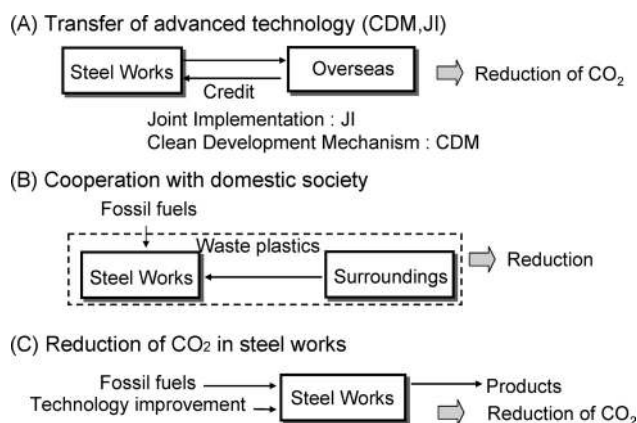 (A) Transfer of advanced technology (CDM,JI)
Steel Works
Overseas
Reduction of CO₂
Credit
Joint Implementation : JI
Clean Development Mechanism : CDM
(B) Cooperation with domestic society
Fossil fuels
Waste plastics
Steel Works
Surroundings
Reduction
(C) Reduction of CO₂ in steel works
Fossil fuels
Steel Works
Products
Technology improvement
Reduction of CO₂